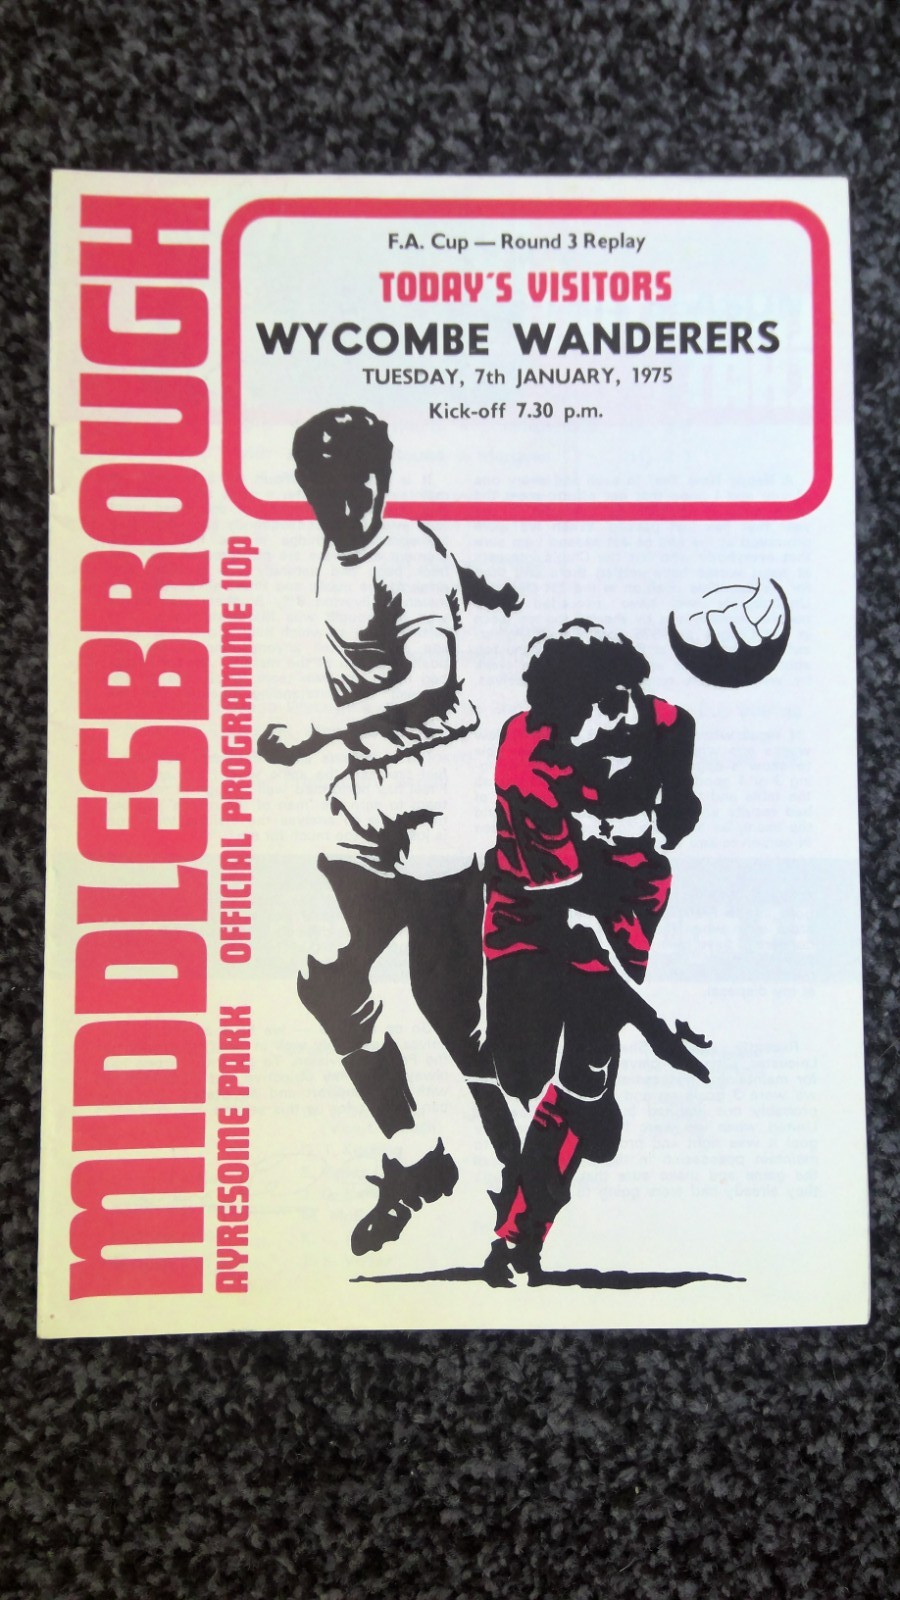 MIDDLESBROUGH
AYRESOME PARK OFFICIAL PROGRAMME 10p
F.A. Cup — Round 3 Replay
TODAY'S VISITORS
WYCOMBE WANDERERS
TUESDAY, 7th JANUARY, 1975
Kick-off 7.30 p.m.